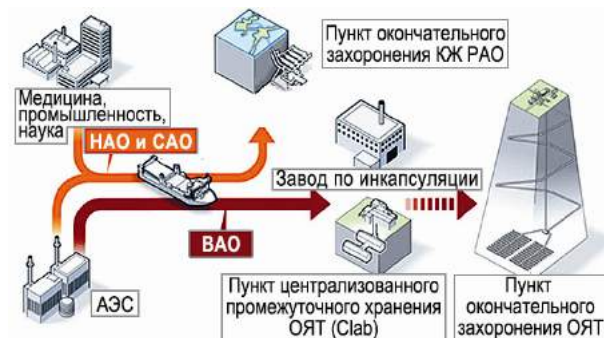 Пункт окончательного
захоронения КЖ РАО
Медицина,
промышленность,
наука
НАО и САО
Завод по инкапсуляции
ВАО
АЭС
Пункт централизованного
промежуточного хранения
ОЯТ (Clab)
Пункт
окончательного
захоронения ОЯТ